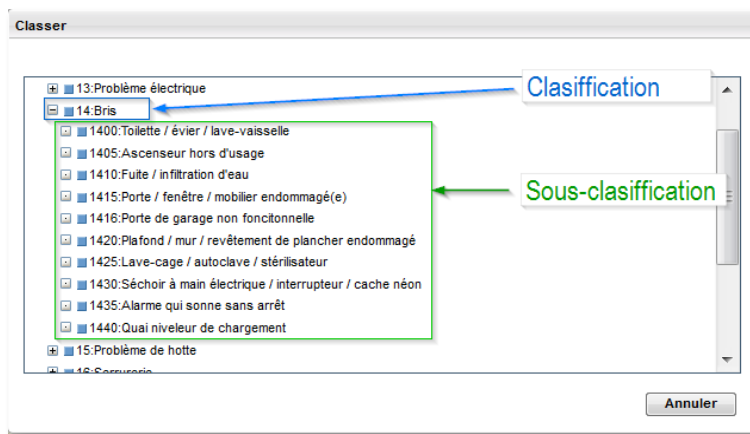 Classer
13:Problème électrique
Clasiffication
14:Bris
1400:Toilette / évier / lave-vaisselle
1405:Ascenseur hors d'usage
1410:Fuite / infiltration d'eau
1415:Porte / fenêtre / mobilier endommagé(e)
Sous-clasiffication
1416:Porte de garage non foncitonnelle
1420:Plafond / mur / revêtement de plancher endommagé
1425:Lave-cage / autoclave / stérilisateur
1430:Séchoir à main électrique / interrupteur / cache néon
1435:Alarme qui sonne sans arrêt
1440:Quai niveleur de chargement
15:Problème de hotte
16:Serrurerie
Annuler